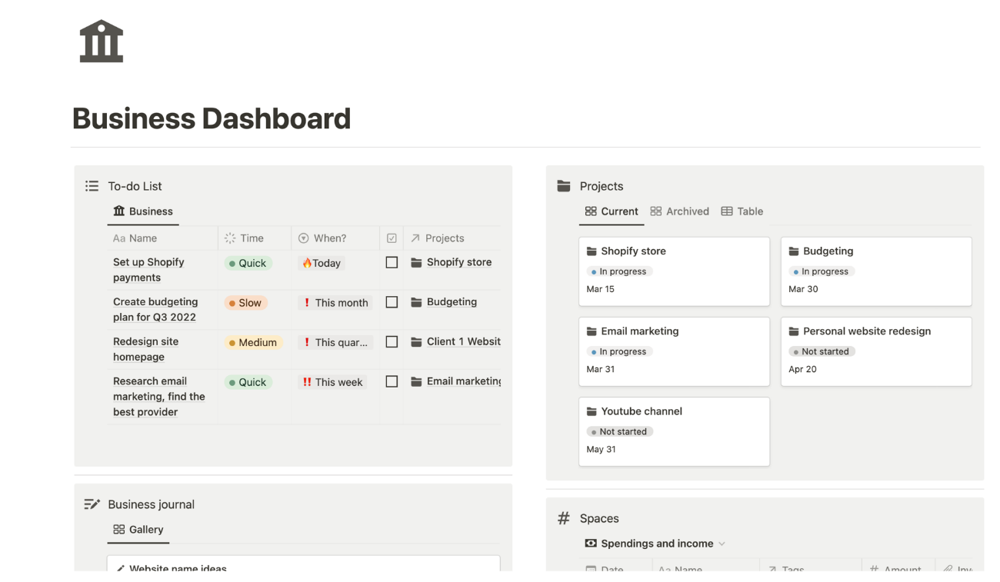 Business Dashboard
To-do List
Business
Aa Name Time When? Projects
Set up Shopify
payments
Quick
Today
Shopify store
Create budgeting
plan for Q3 2022
Slow
This month
Budgeting
Redesign site
homepage
Medium
This quar...
Client 1 Websit
Research email
marketing, find the
best provider
Quick
This week
Email marketing
Business journal
Gallery
Website name ideas
Projects
Current Archived Table
Shopify store
In progress
Mar 15
Budgeting
In progress
Mar 30
Email marketing
In progress
Mar 31
Personal website redesign
Not started
Apr 20
Youtube channel
Not started
May 31
# Spaces
Spendings and income
Date Aa Name Tags # Amount